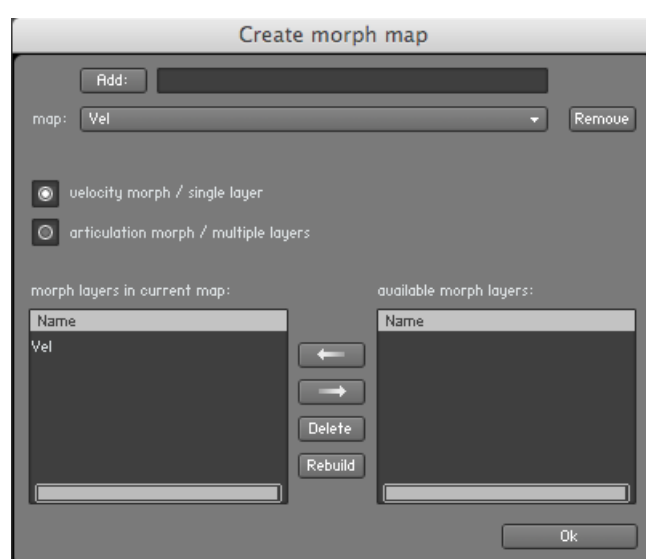 Create morph map
Add:
map: Vel Remove
velocity morph / single layer
articulation morph / multiple layers
morph layers in current map: available morph layers:
Name Name
Vel
Delete
Rebuild
Ok